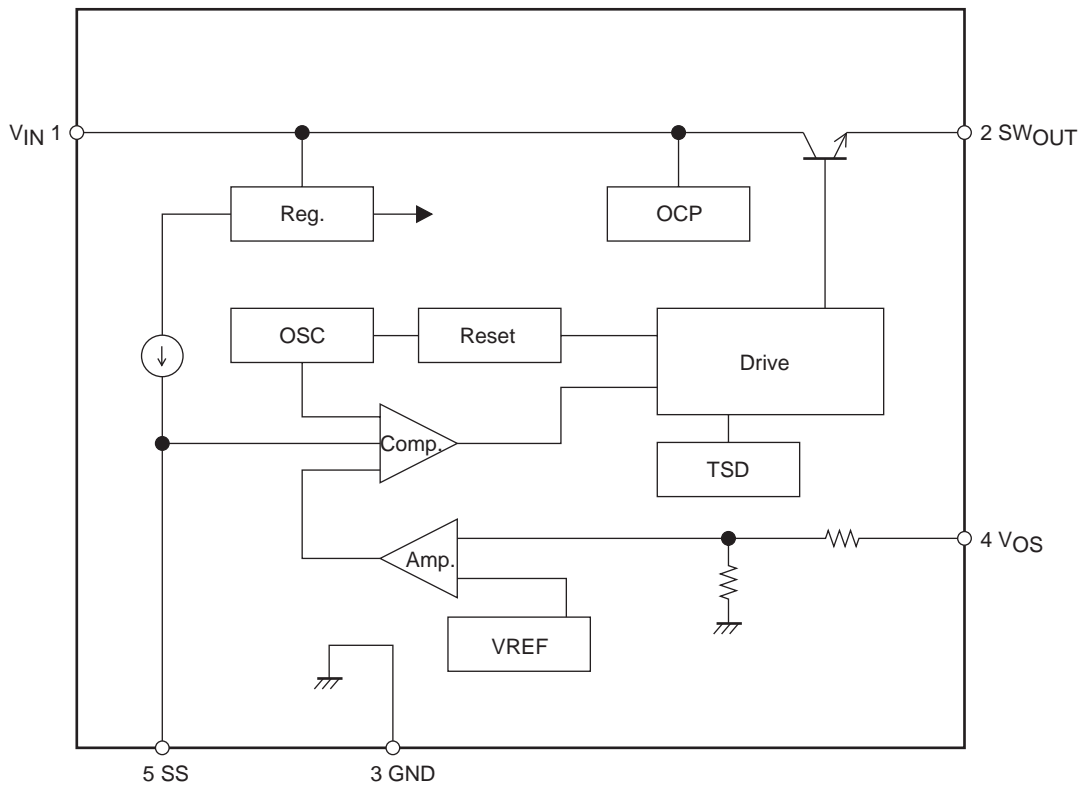 VIN 1
2 SWOUT
Reg.
OCP
OSC
Reset
Drive
Comp.
TSD
Amp.
4 VOS
VREF
5 SS
3 GND